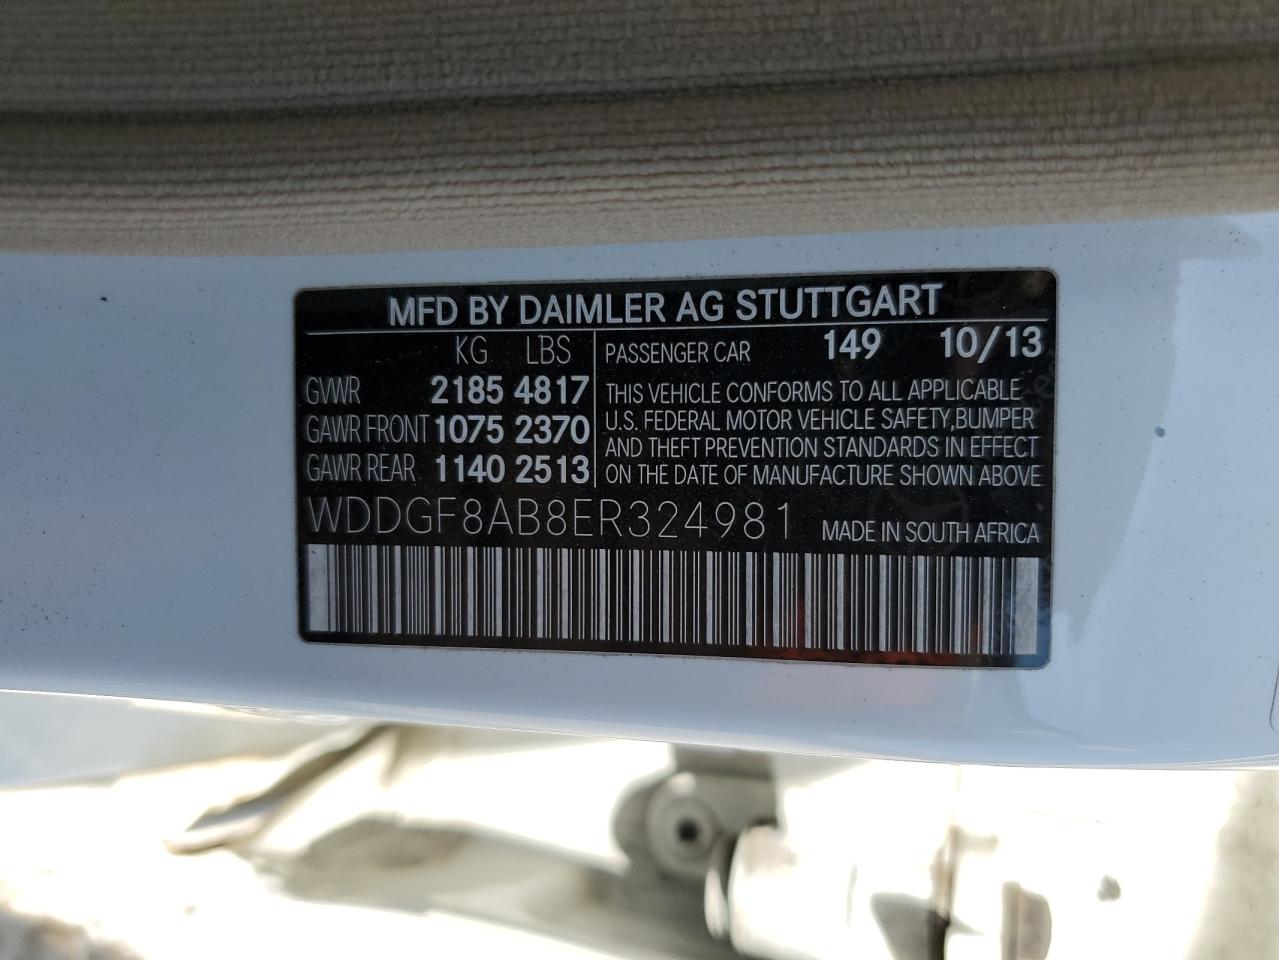 MFD BY DAIMLER AG STUTTGART
KG LBS
GVWR 2185 4817
GAWR FRONT 1075 2370
GAWR REAR 1140 2513
PASSENGER CAR 149 10/13
THIS VEHICLE CONFORMS TO ALL APPLICABLE
U.S. FEDERAL MOTOR VEHICLE SAFETY, BUMPER
AND THEFT PREVENTION STANDARDS IN EFFECT
ON THE DATE OF MANUFACTURE SHOWN ABOVE
WDDGF8AB8ER324981 MADE IN SOUTH AFRICA